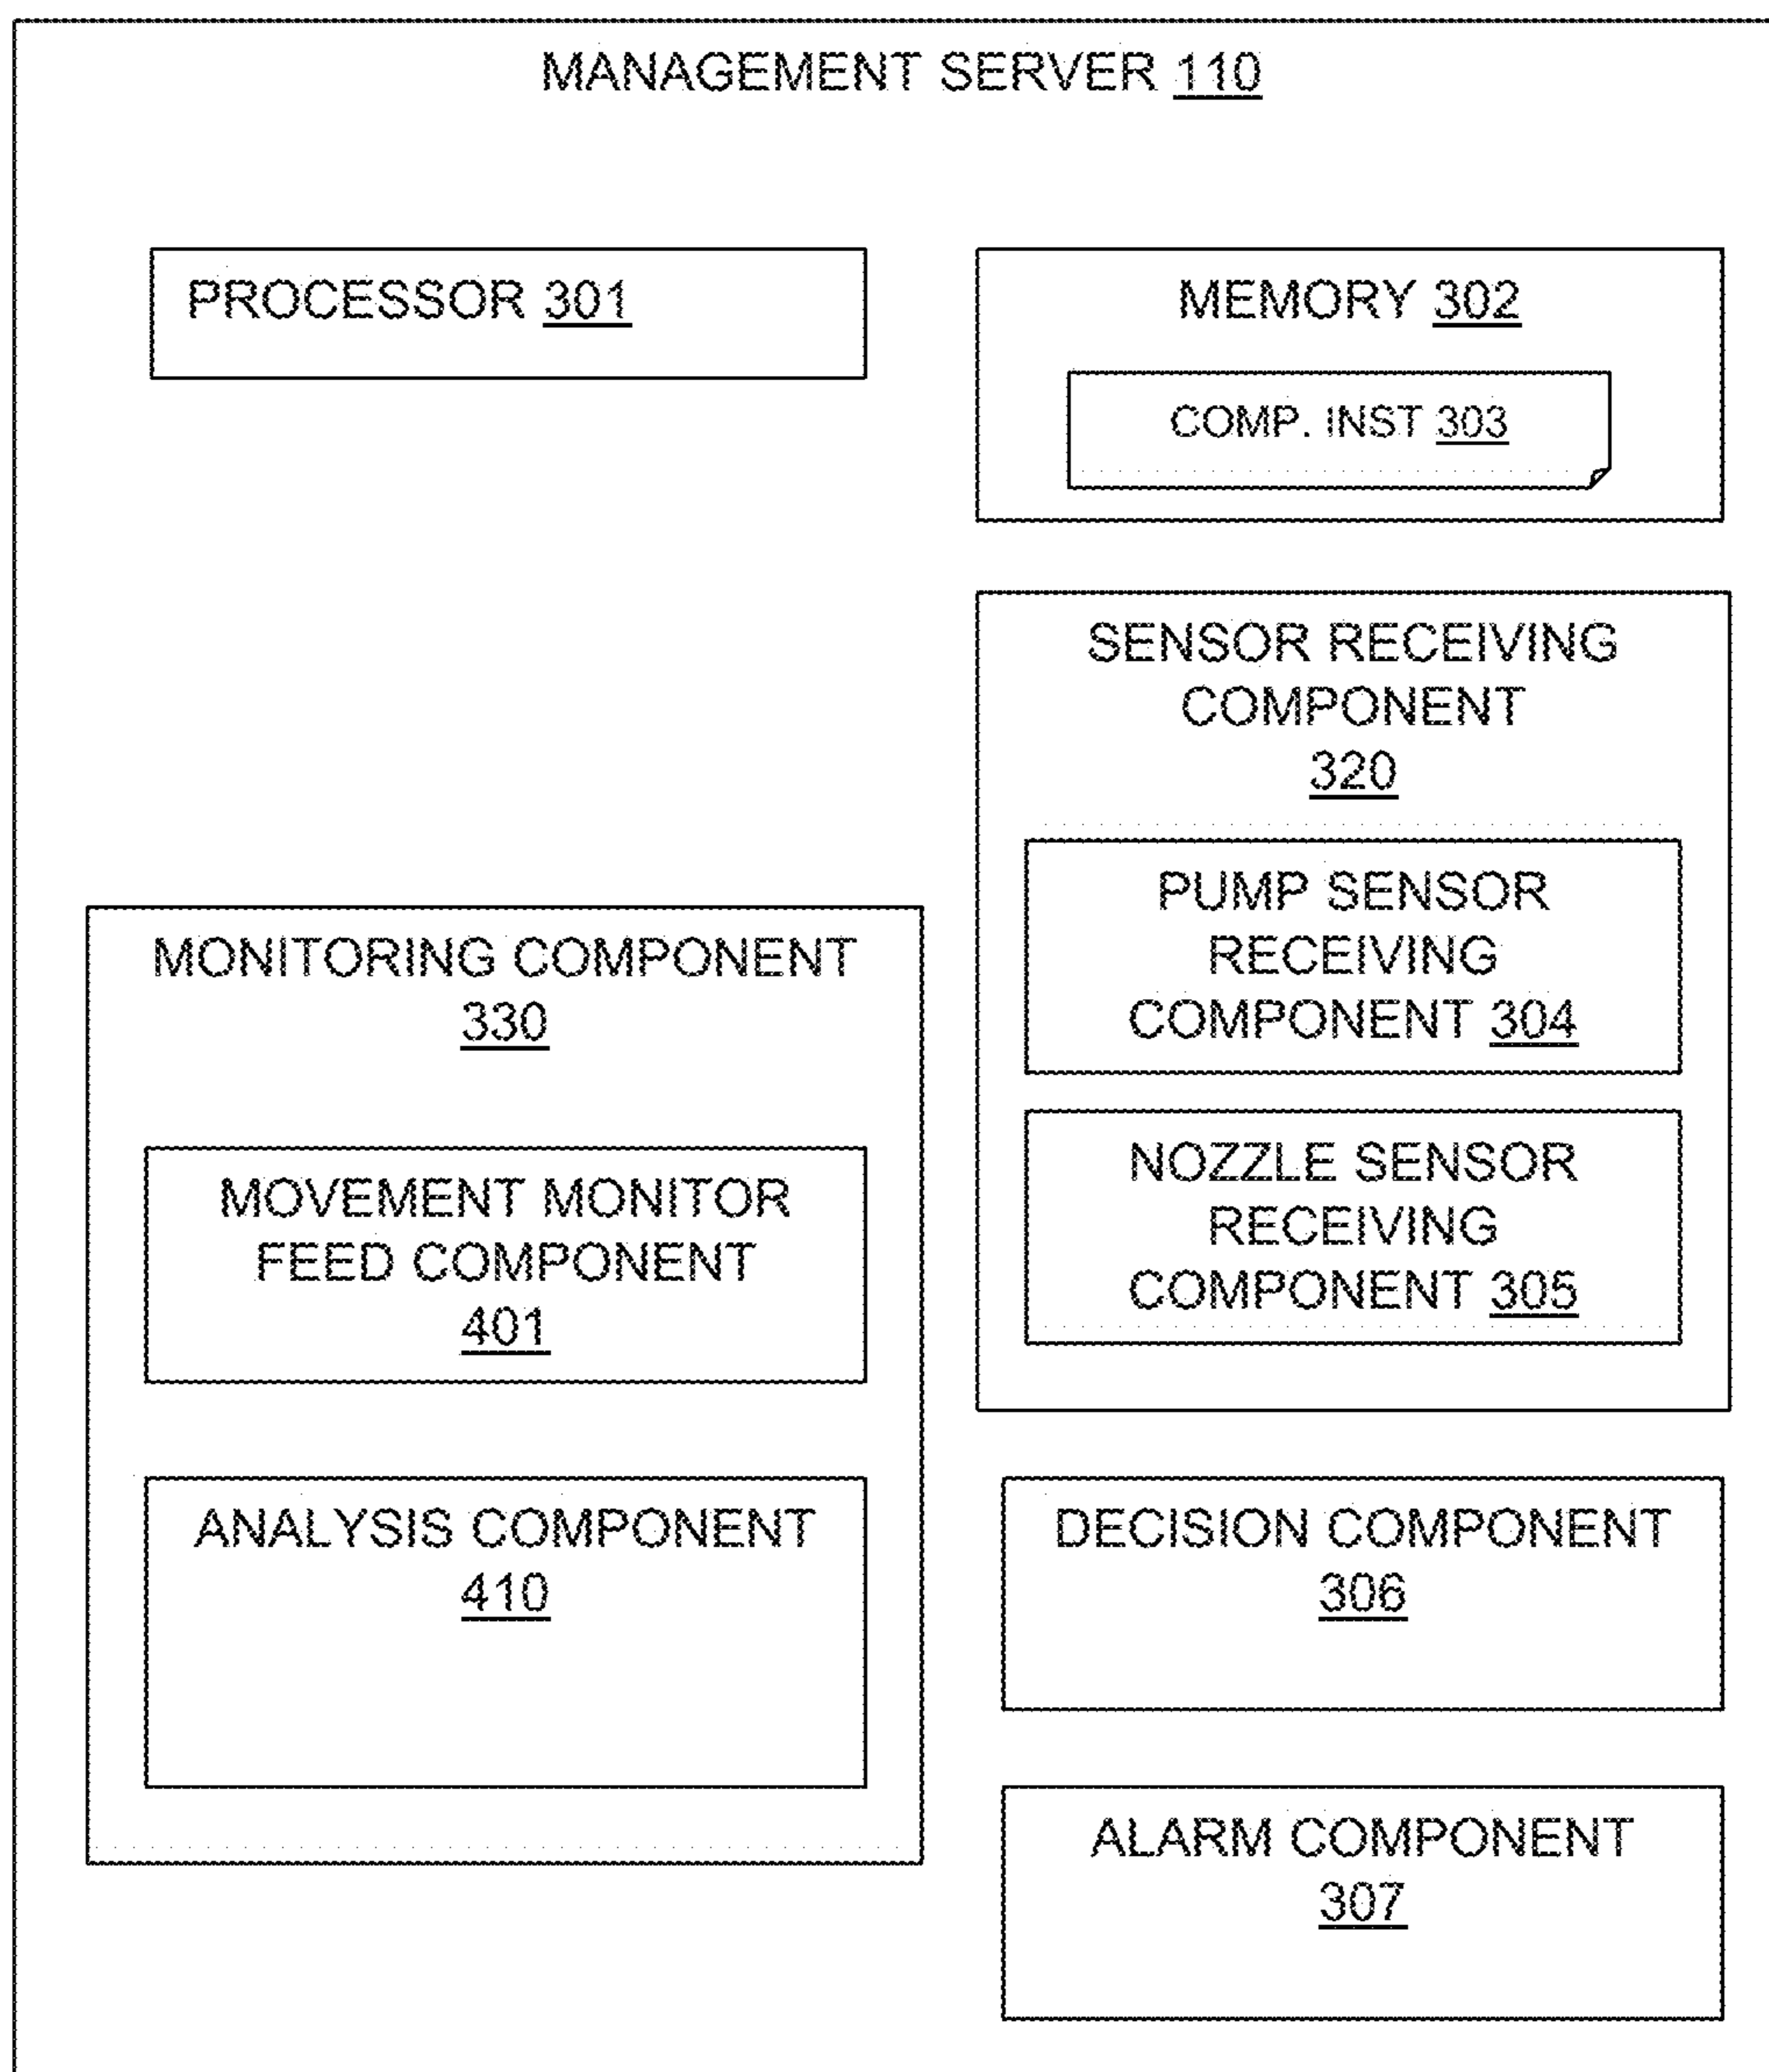 MANAGEMENT SERVER 110
PROCESSOR 301
MEMORY 302
COMP. INST 303
SENSOR RECEIVING
COMPONENT
320
PUMP SENSOR
RECEIVING
COMPONENT 304
NOZZLE SENSOR
RECEIVING
COMPONENT 305
MONITORING COMPONENT
330
MOVEMENT MONITOR
FEED COMPONENT
401
ANALYSIS COMPONENT
410
DECISION COMPONENT
306
ALARM COMPONENT
307